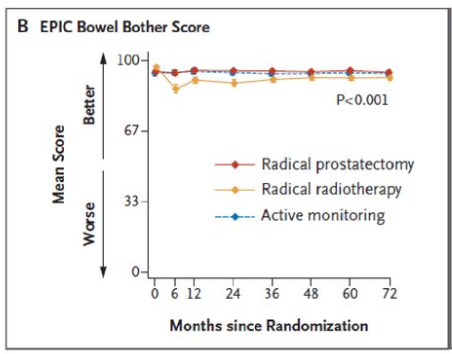 B EPIC Bowel Bother Score
100
67
33
0
Mean Score
Better
Worse
P<0.001
Radical prostatectomy
Radical radiotherapy
Active monitoring
0 6 12 24 36 48 60 72
Months since Randomization